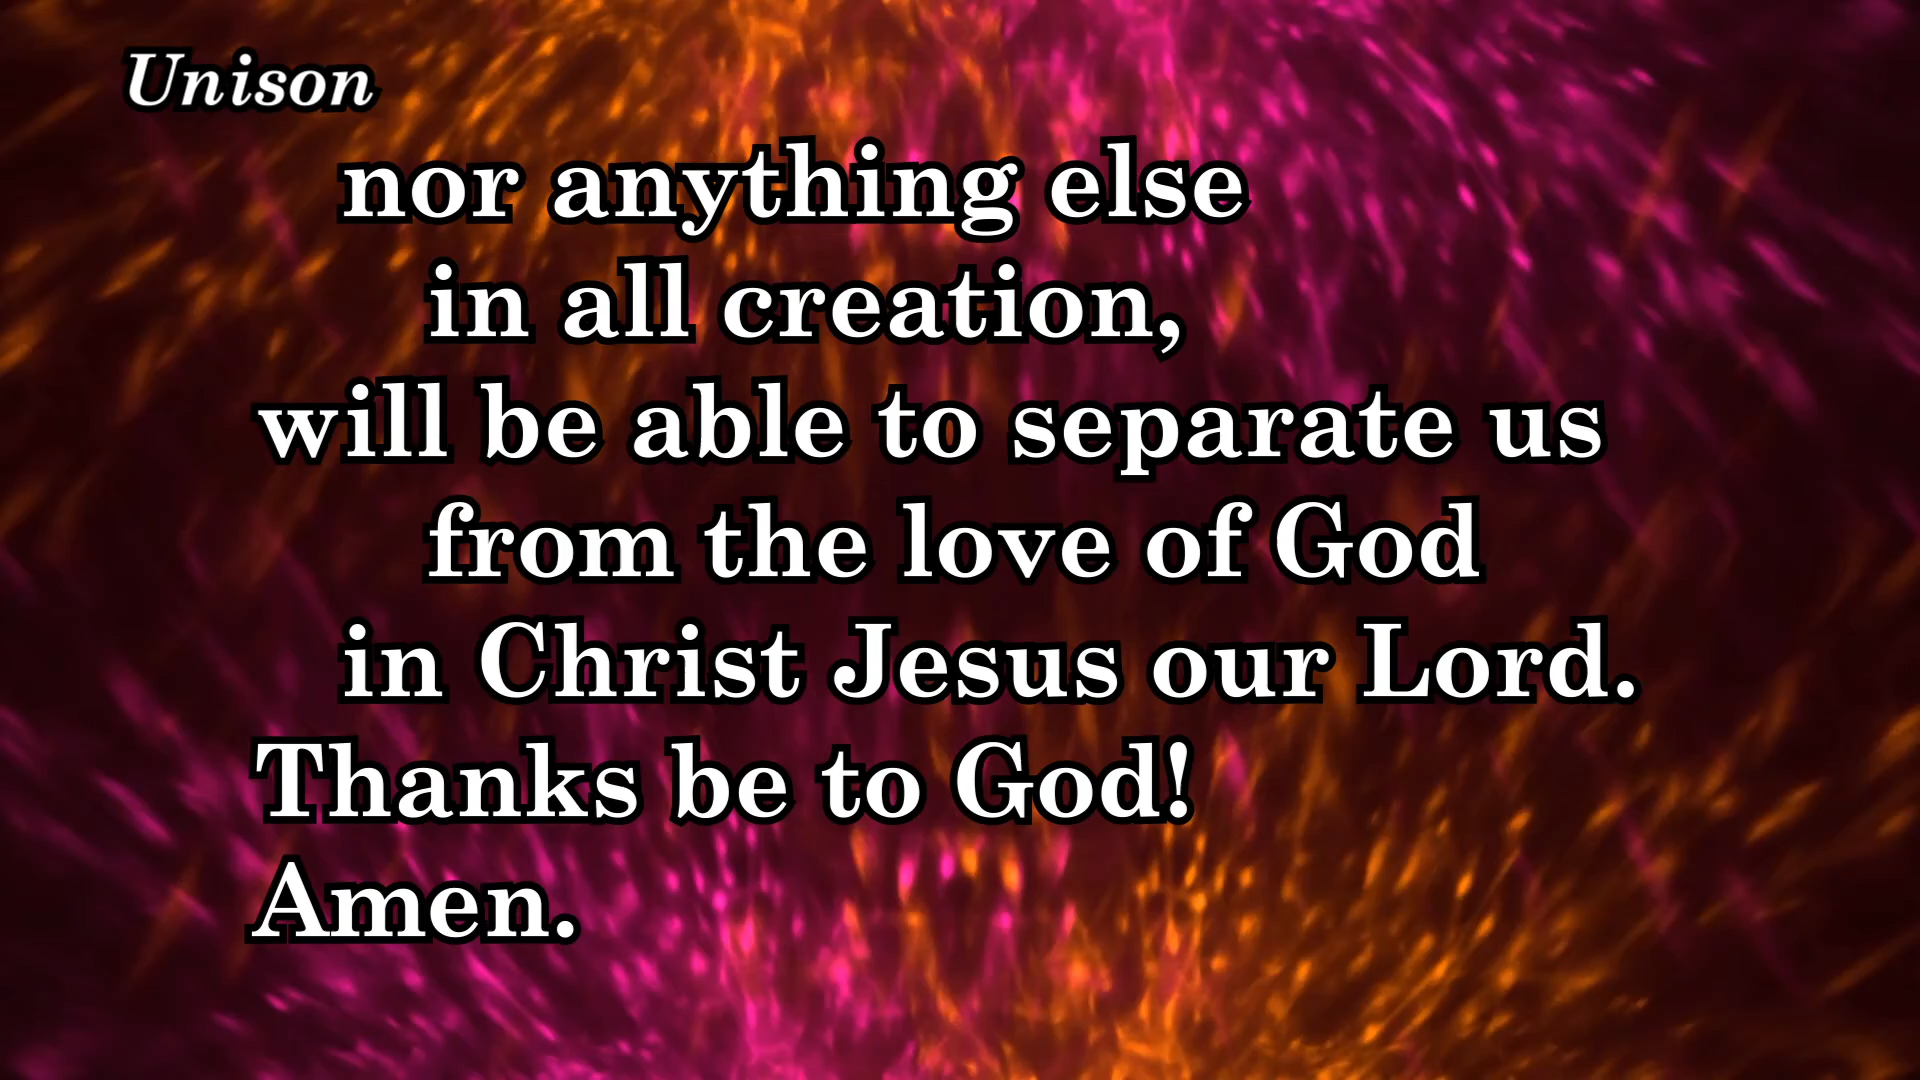 Unison
nor anything else
in all creation,
will be able to separate us
from the love of God
in Christ Jesus our Lord.
Thanks be to God!
Amen.